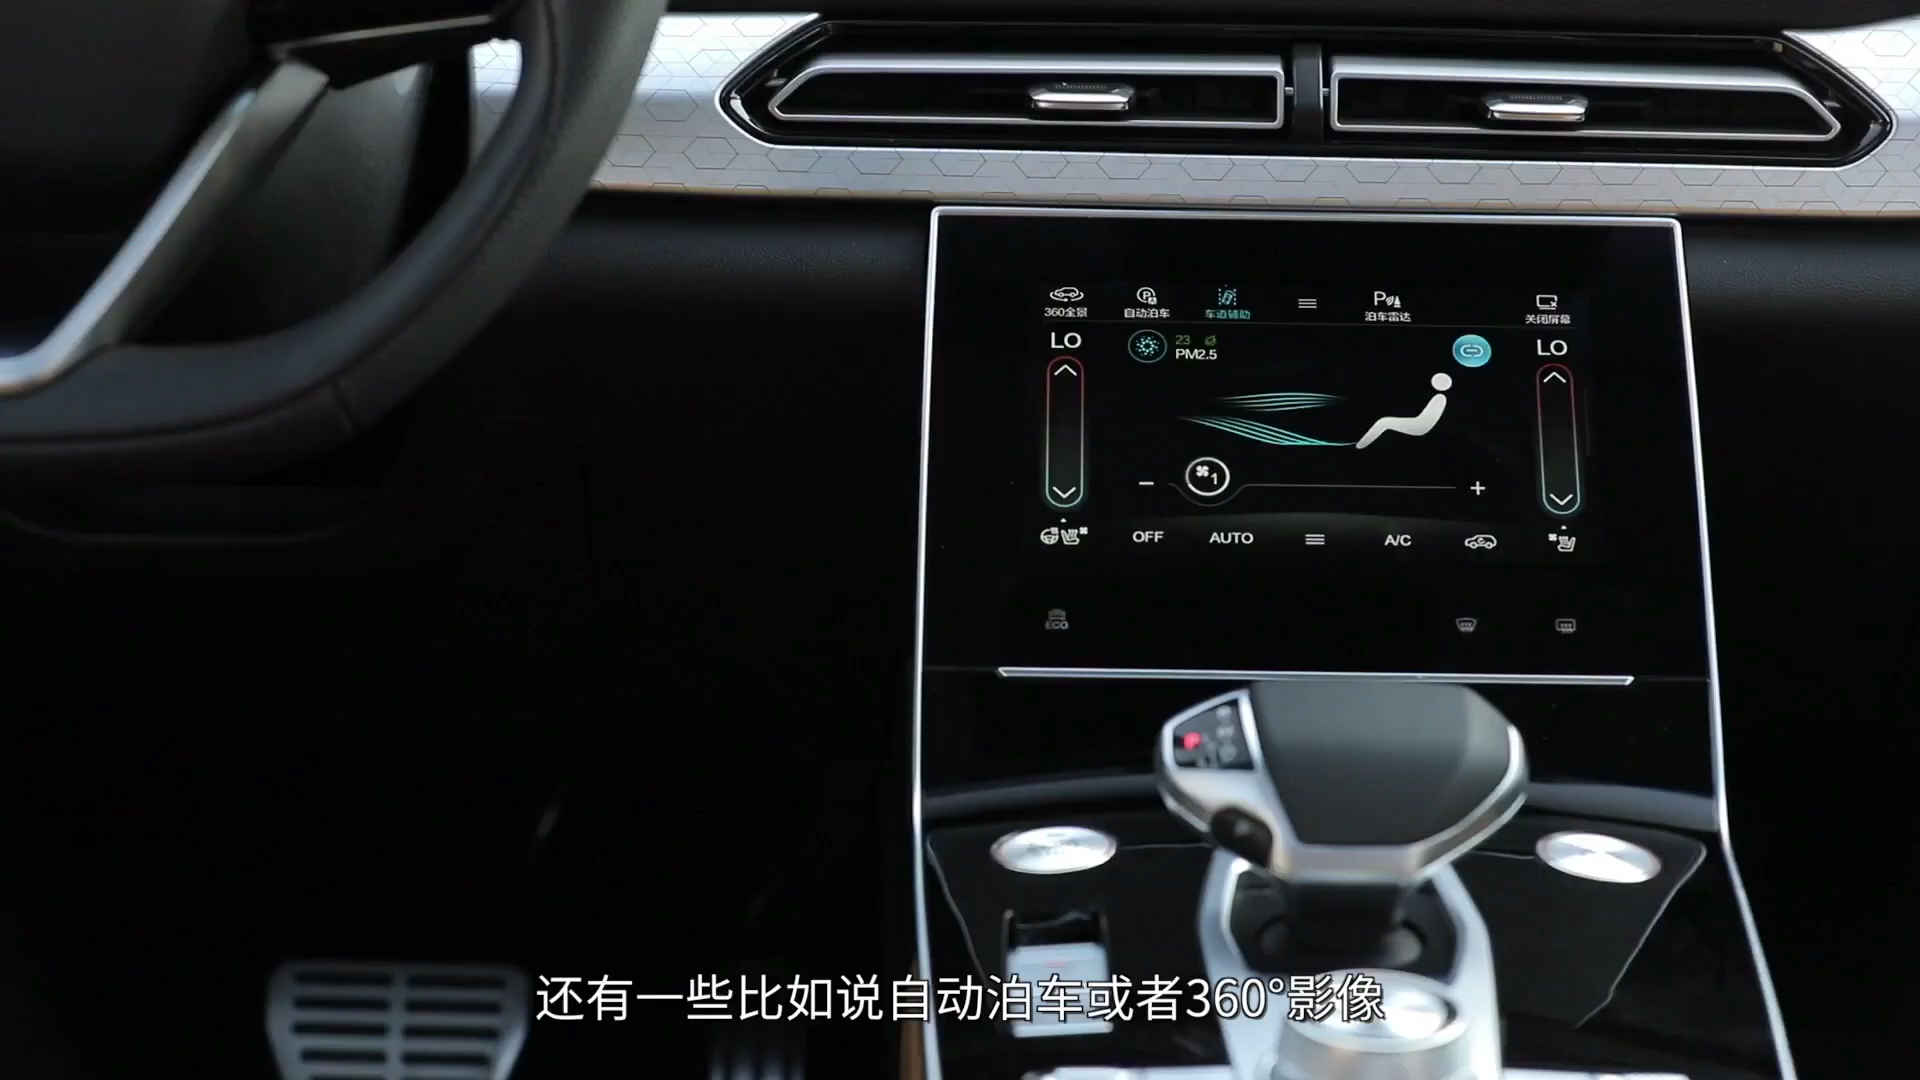 360全景 自动泊车 车道辅助 泊车雷达 关闭屏幕
LO 23 LO
PM2.5
1
OFF AUTO A/C
ECO
还有一些比如说自动泊车或者360°影像